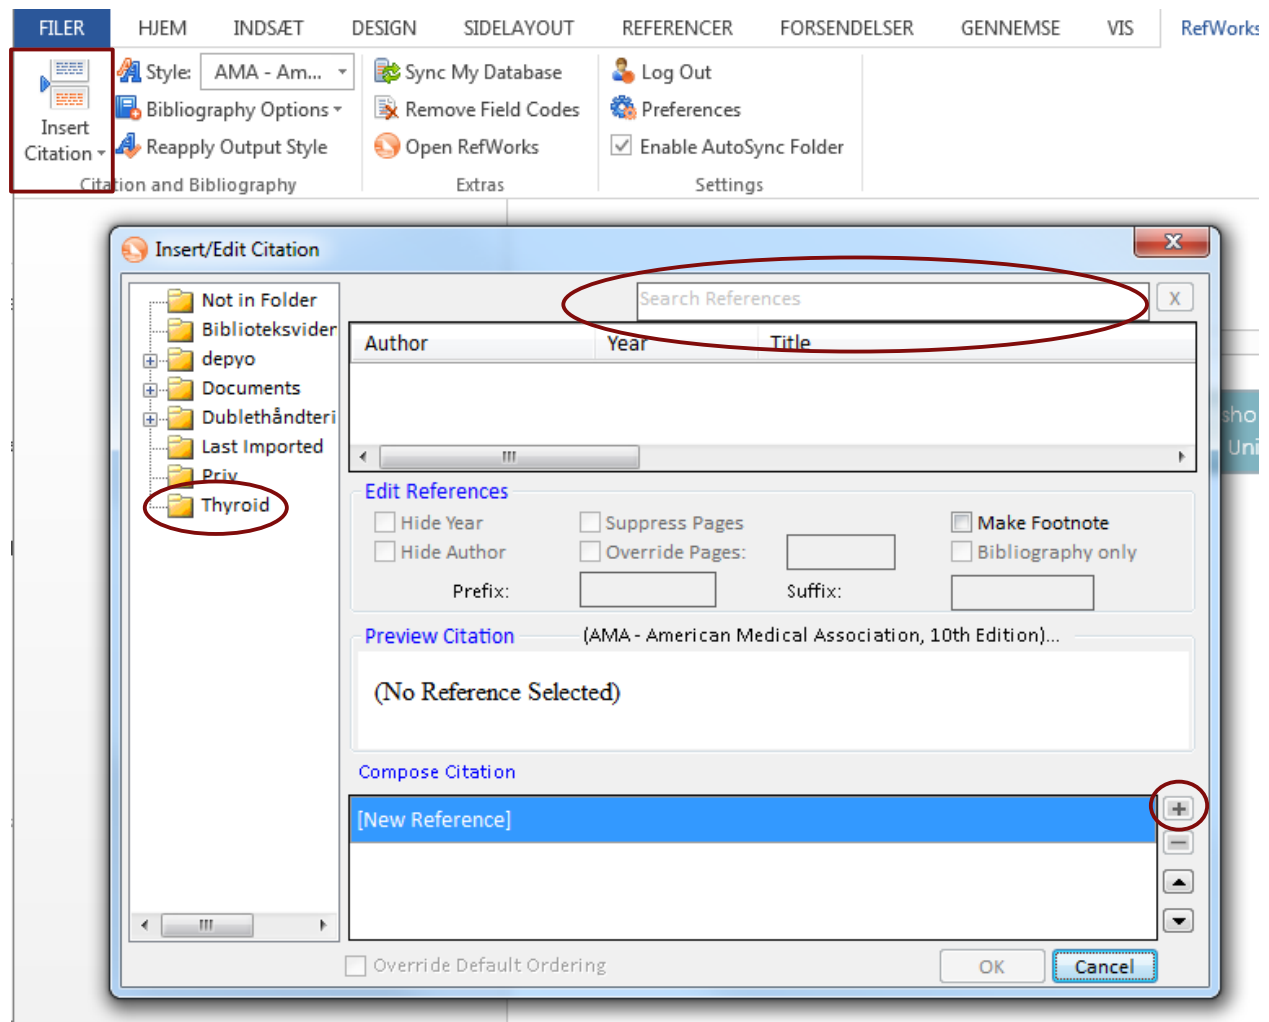 FILER HJEM INDSÆT DESIGN SIDELAYOUT REFERENCER FORSENDELSER GENNEMSE VIS RefWorks
Insert
Citation
Style: AMA - Am...
Bibliography Options
Reapply Output Style
Citation and Bibliography
Sync My Database
Remove Field Codes
Open RefWorks
Extras
Log Out
Preferences
Enable AutoSync Folder
Settings
Insert/Edit Citation
X
Not in Folder
Biblioteksviden
depyo
Documents
Dublethåndteri
Last Imported
Priv
Thyroid
Search References
X
Author Year Title
Edit References
Hide Year Suppress Pages Make Footnote
Hide Author Override Pages: Bibliography only
Prefix: Suffix:
Preview Citation (AMA - American Medical Association, 10th Edition)...
(No Reference Selected)
Compose Citation
[New Reference]
Override Default Ordering OK Cancel
sho
Uni